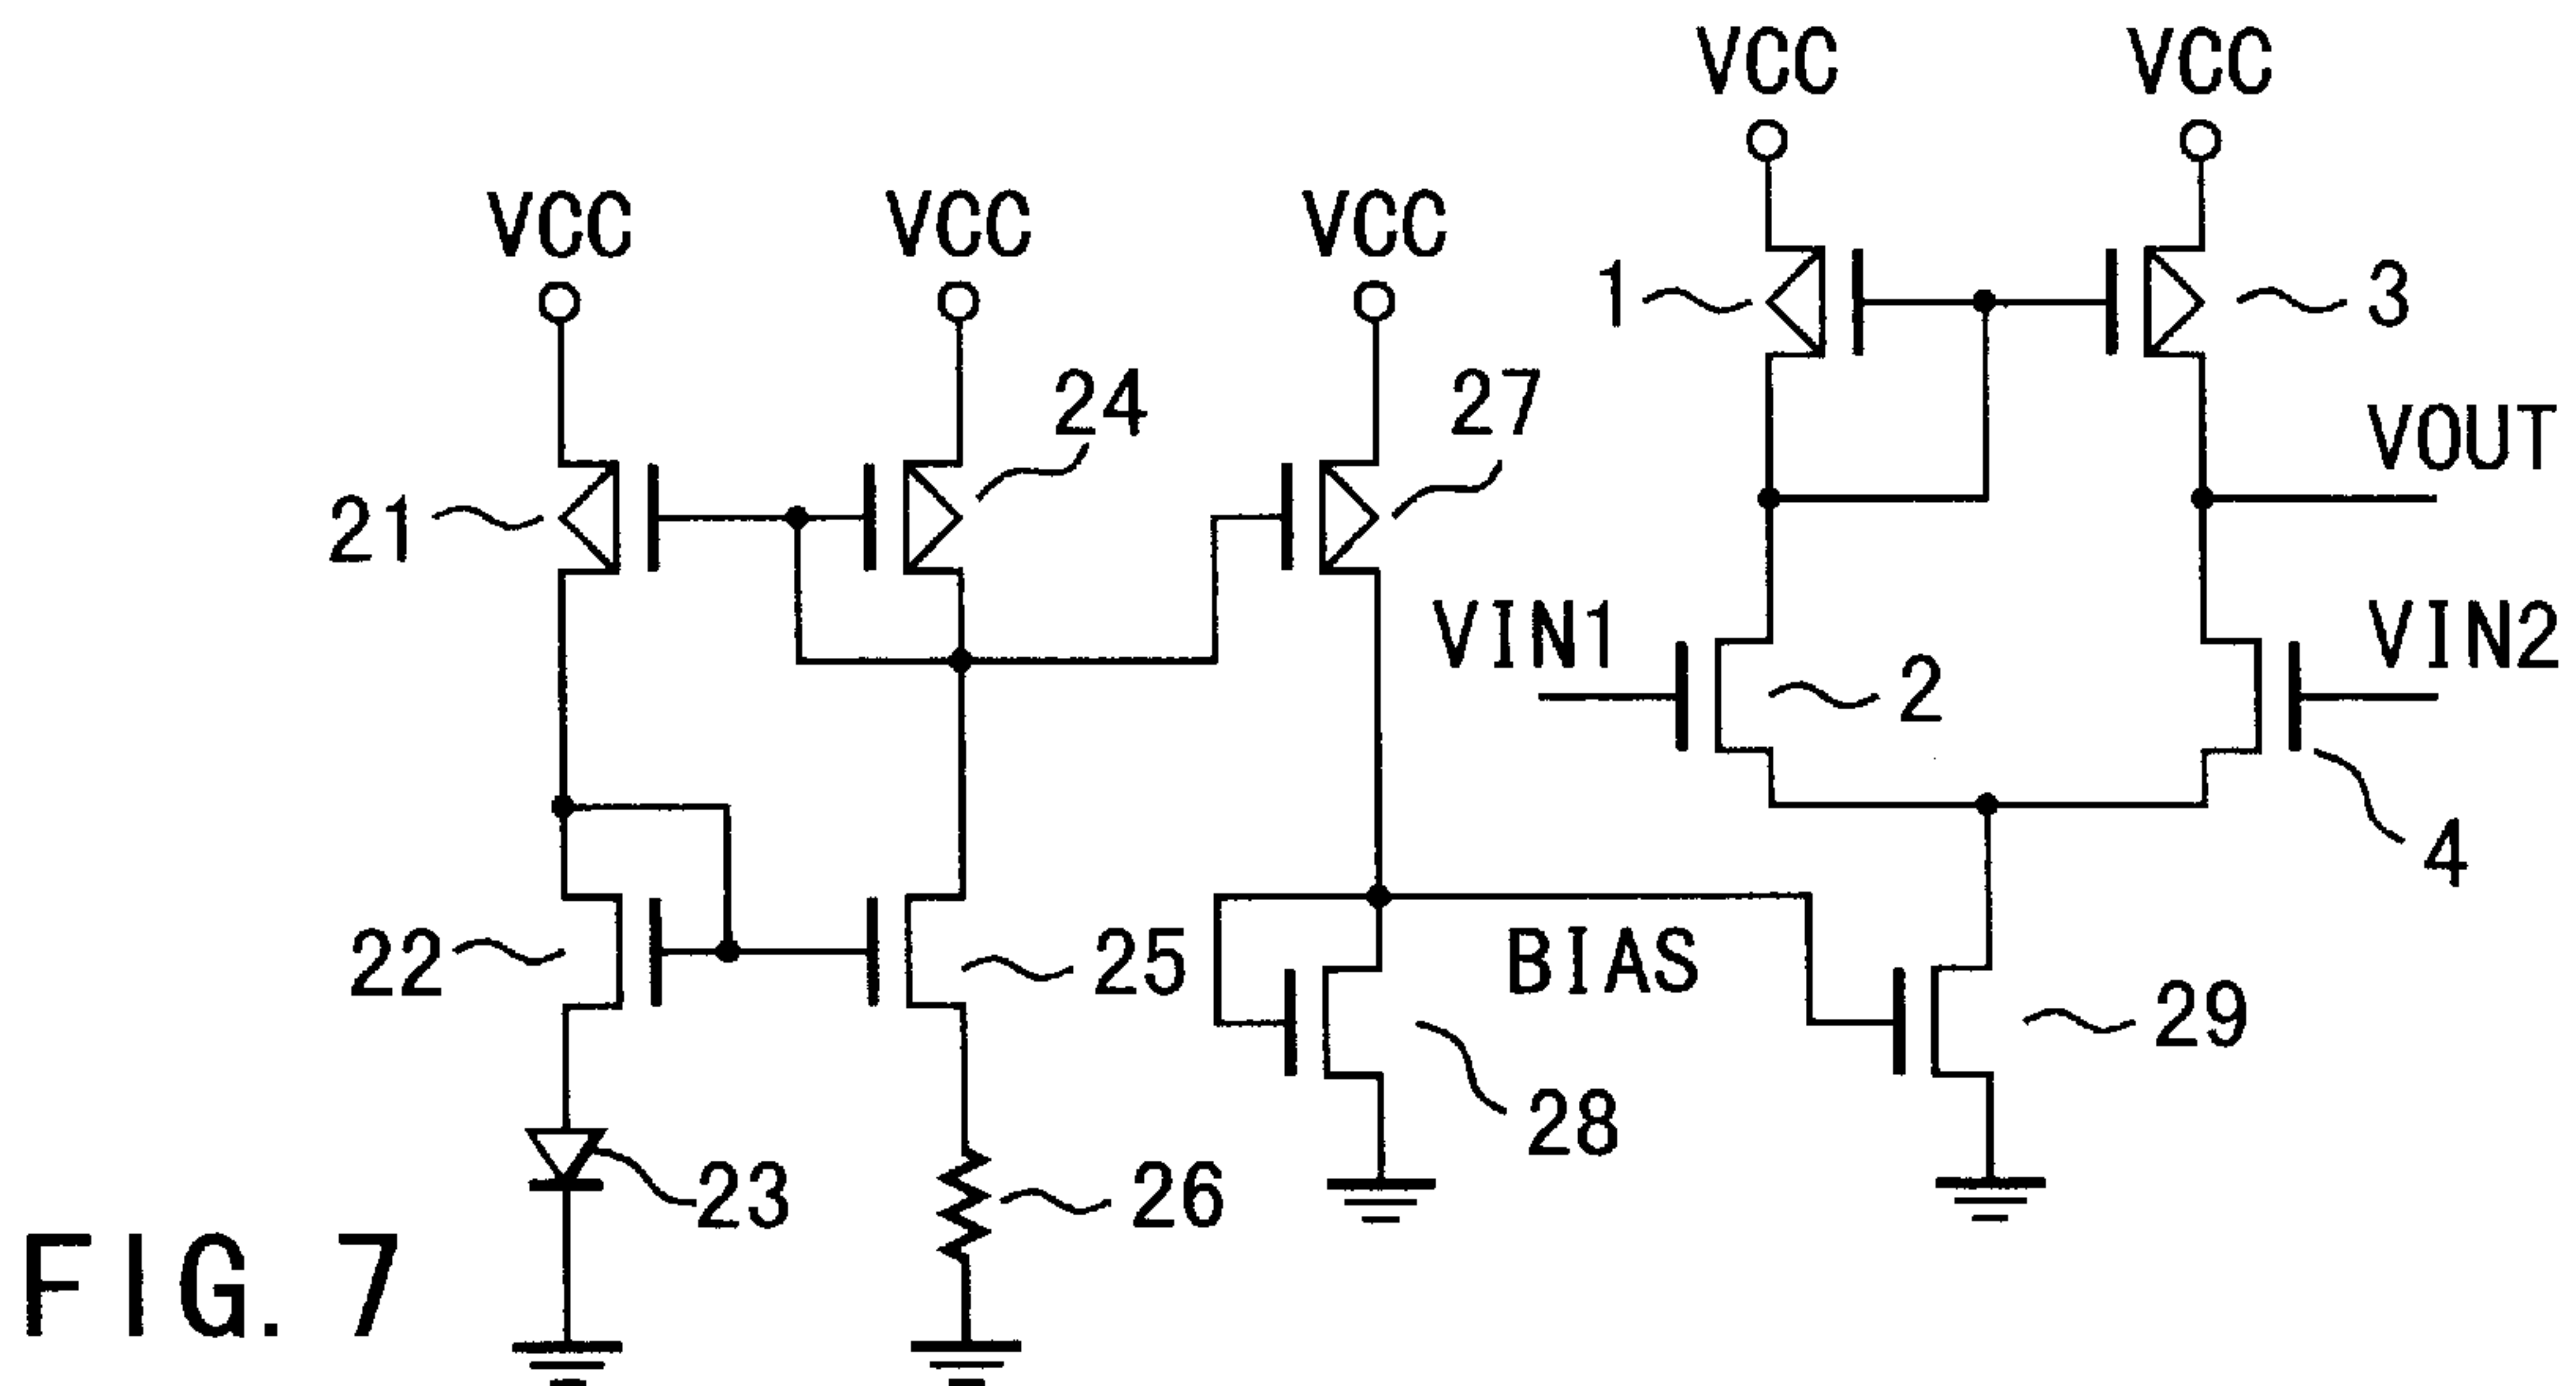 VCC VCC
VCC VCC VCC
1 3
24 27
VOUT
21
VIN1 VIN2
2
4
22 25 BIAS
29
28
23 26
FIG. 7